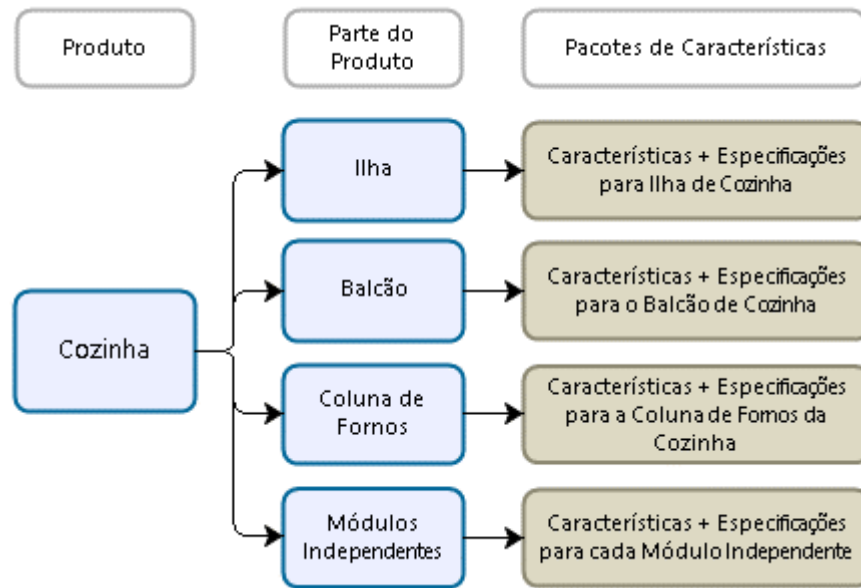 Produto
Parte do
Produto
Pacotes de Características
Ilha
Características + Especificações
para Ilha de Cozinha
Balcão
Características + Especificações
para o Balcão de Cozinha
Cozinha
Coluna de
Fornos
Características + Especificações
para a Coluna de Fornos da
Cozinha
Módulos
Independentes
Características + Especificações
para cada Módulo Independente